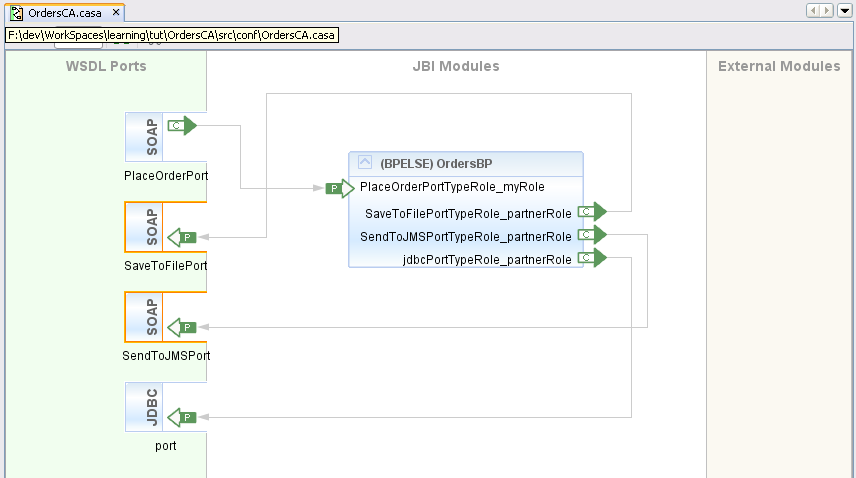 OrdersCA.casa
F:\dev\WorkSpaces\learning\tut\OrdersCA\src\conf\OrdersCA.casa
WSDL Ports
JBI Modules
External Modules
SOAP
C
PlaceOrderPort
(BPELSE) OrdersBP
P
PlaceOrderPortTypeRole_myRole
SaveToFilePortTypeRole_partnerRole
C
SendToJMSPortTypeRole_partnerRole
C
jdbcPortTypeRole_partnerRole
C
SOAP
P
SaveToFilePort
SOAP
P
SendToJMSPort
JDBC
P
port